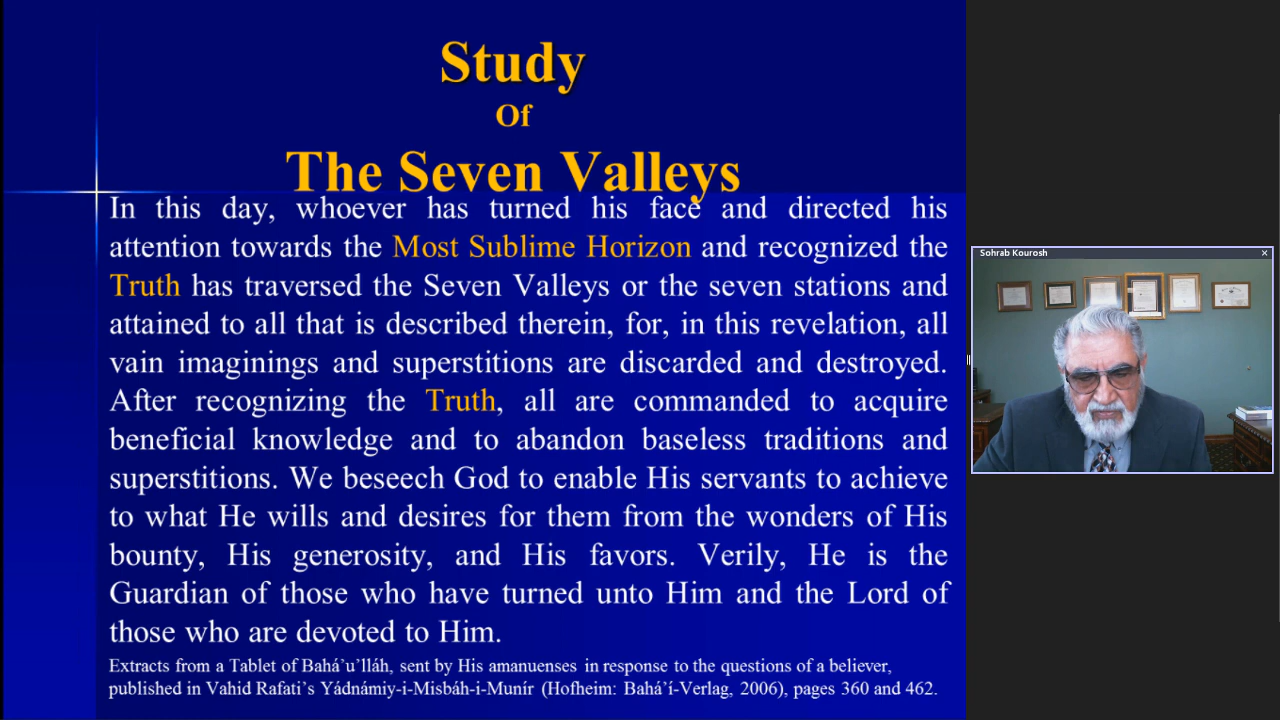 Study
Of
The Seven Valleys
In this day, whoever has turned his face and directed his
attention towards the Most Sublime Horizon and recognized the
Truth has traversed the Seven Valleys or the seven stations and
attained to all that is described therein, for, in this revelation, all
vain imaginings and superstitions are discarded and destroyed.
After recognizing the Truth, all are commanded to acquire
beneficial knowledge and to abandon baseless traditions and
superstitions. We beseech God to enable His servants to achieve
to what He wills and desires for them from the wonders of His
bounty, His generosity, and His favors. Verily, He is the
Guardian of those who have turned unto Him and the Lord of
those who are devoted to Him.
Extracts from a Tablet of Bahá’u’lláh, sent by His amanuenses in response to the questions of a believer,
published in Vahid Rafati’s Yádnámiy-i-Misbáh-i-Munír (Hofheim: Bahá’í-Verlag, 2006), pages 360 and 462.
Sohrab Kourosh